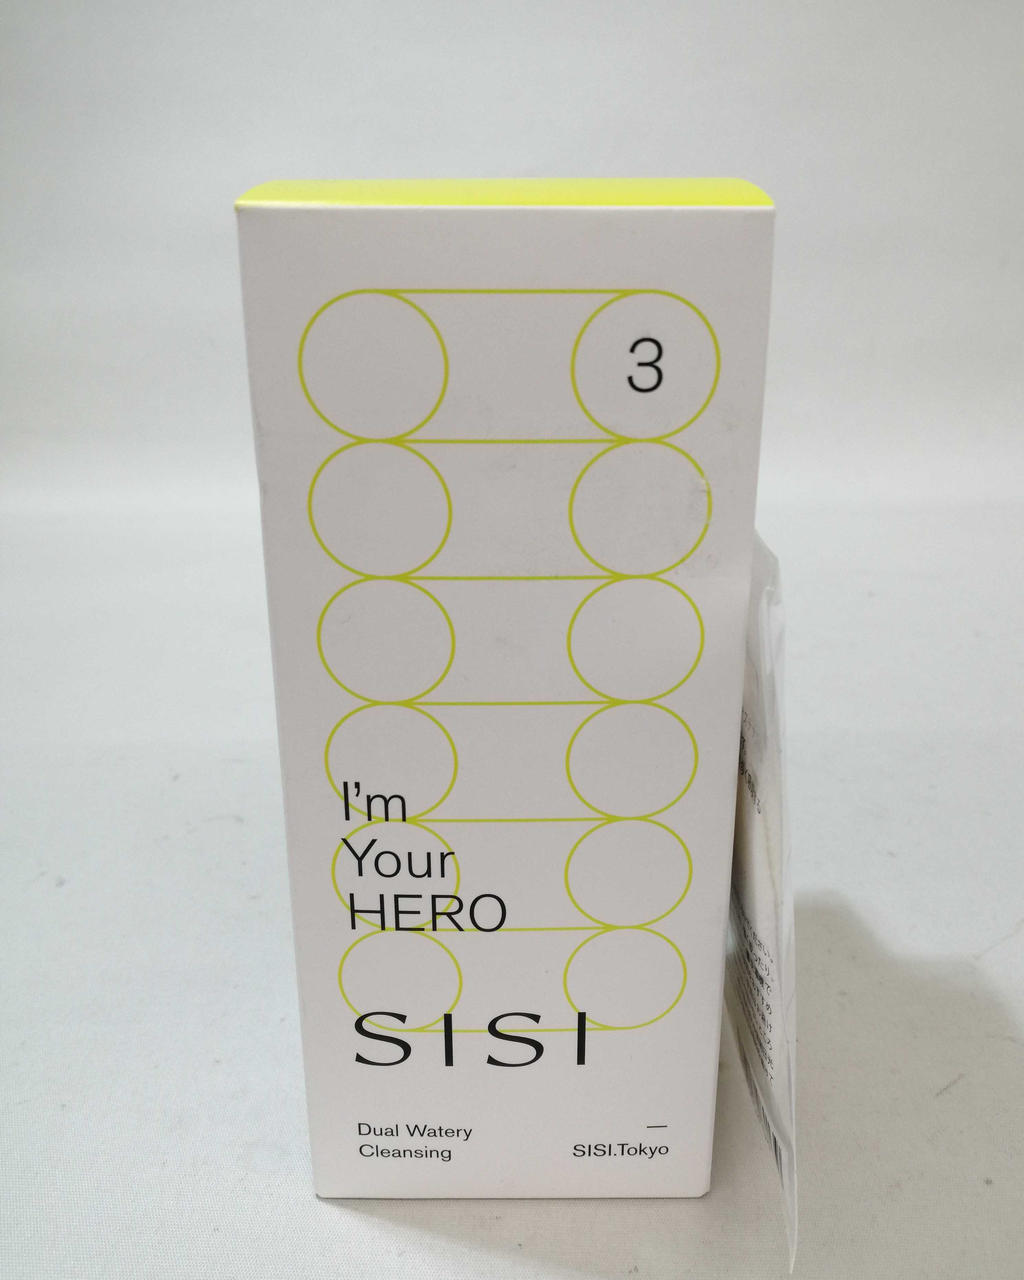 3
I'm
Your
HERO
SISI
Dual Watery
Cleansing
—
SISI.Tokyo